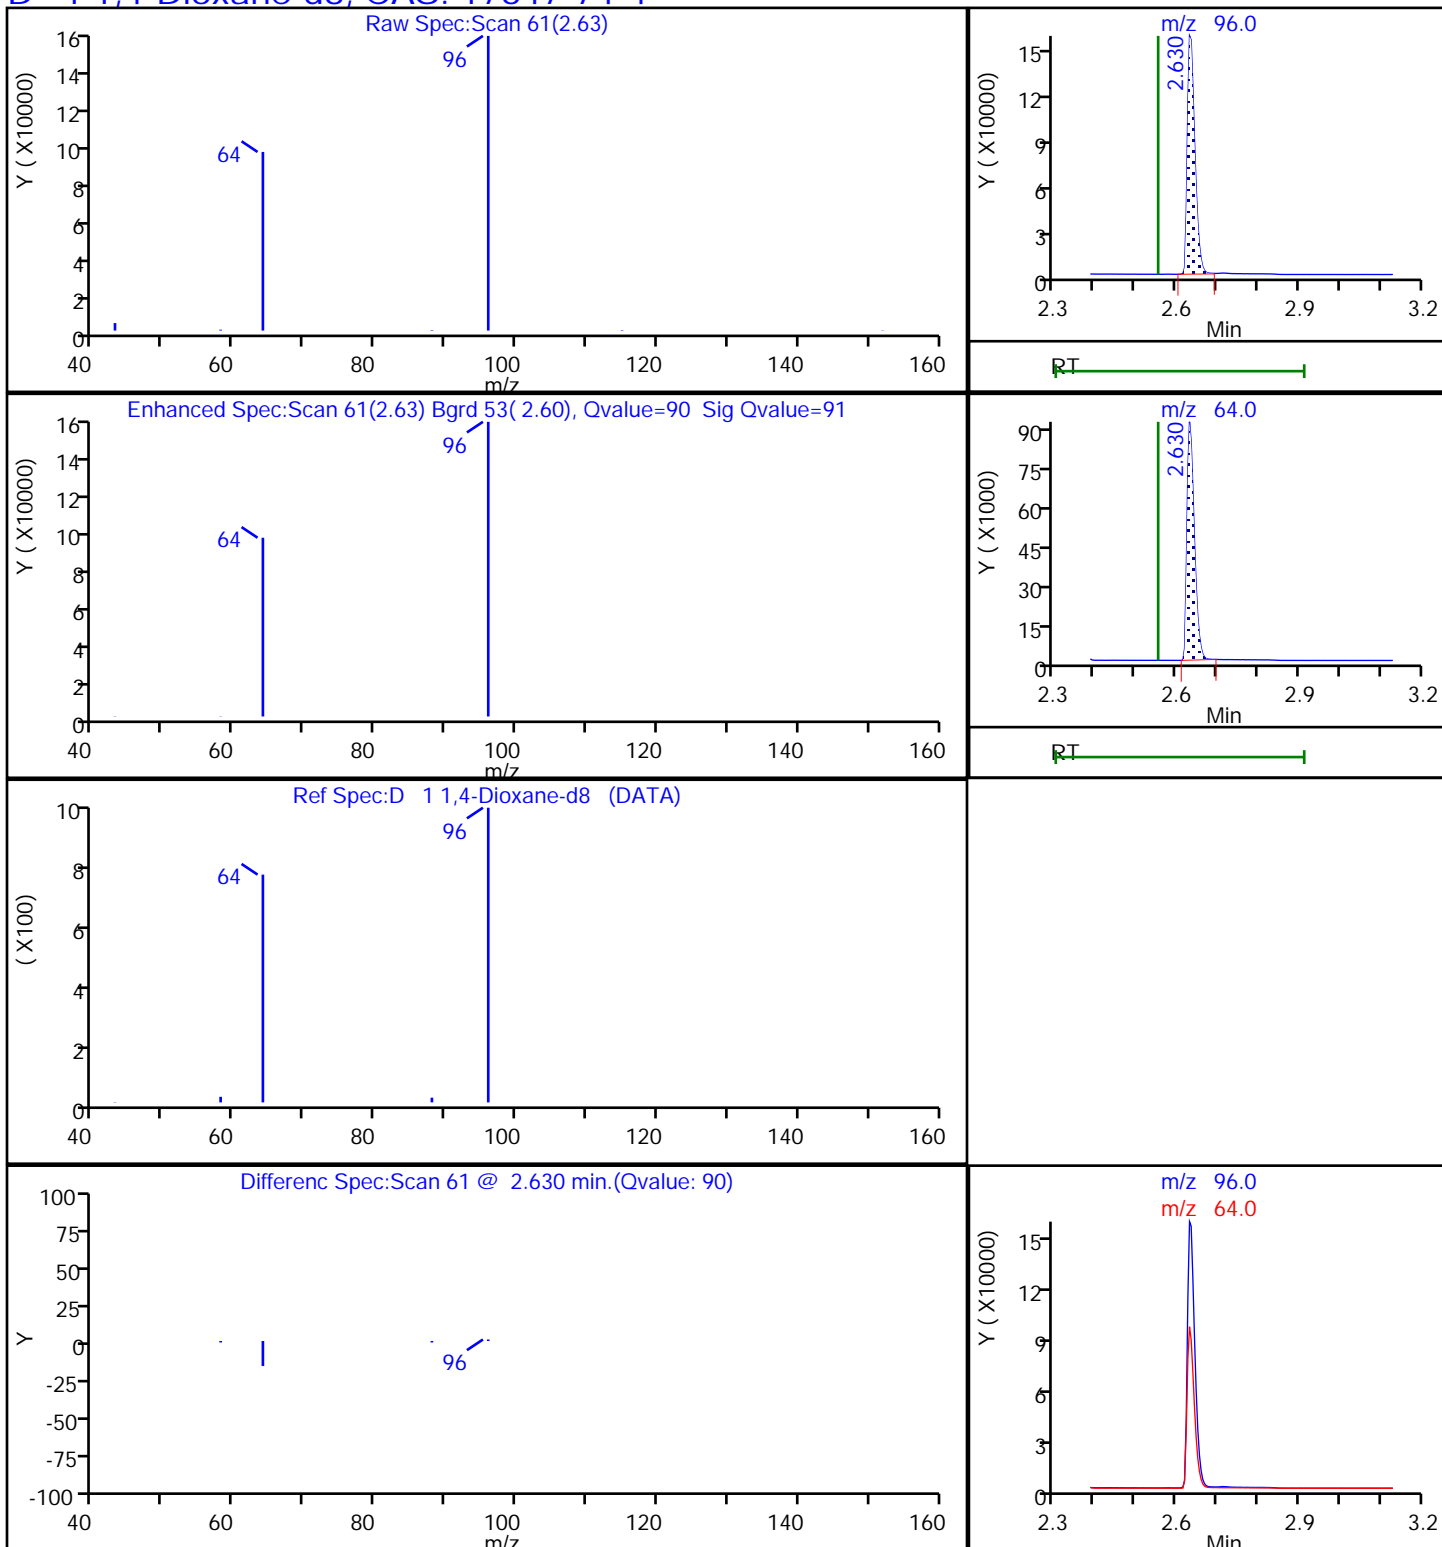 D 1 1,4-Dioxane-d8, CAS: 17647-74-4
Raw Spec:Scan 61(2.63)
Y ( X10000)
16
14
12
10
8
6
4
2
0
96
64
40 60 80 100 120 140 160
m/z
m/z 96.0
Y ( X10000)
15
12
9
6
3
0
2.630
2.3 2.6 2.9 3.2
Min
RT
Enhanced Spec:Scan 61(2.63) Bgrd 53( 2.60), Qvalue=90 Sig Qvalue=91
Y ( X10000)
16
14
12
10
8
6
4
2
0
96
64
40 60 80 100 120 140 160
m/z
m/z 64.0
Y ( X1000)
90
75
60
45
30
15
0
2.630
2.3 2.6 2.9 3.2
Min
RT
Ref Spec:D 1 1,4-Dioxane-d8 (DATA)
( X100)
10
8
6
4
2
0
96
64
40 60 80 100 120 140 160
Differenc Spec:Scan 61 @ 2.630 min.(Qvalue: 90)
Y
100
75
50
25
0
-25
-50
-75
-100
96
40 60 80 100 120 140 160
m/z
m/z 96.0
m/z 64.0
Y ( X10000)
15
12
9
6
3
0
2.3 2.6 2.9 3.2
Min